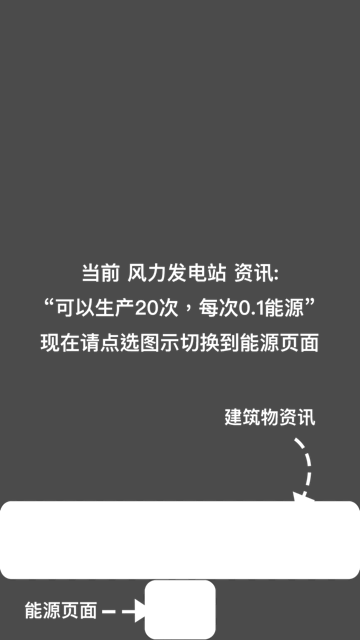 当前 风力发电站 资讯:
“可以生产20次，每次0.1能源”
现在请点选图示切换到能源页面
建筑物资讯
能源页面